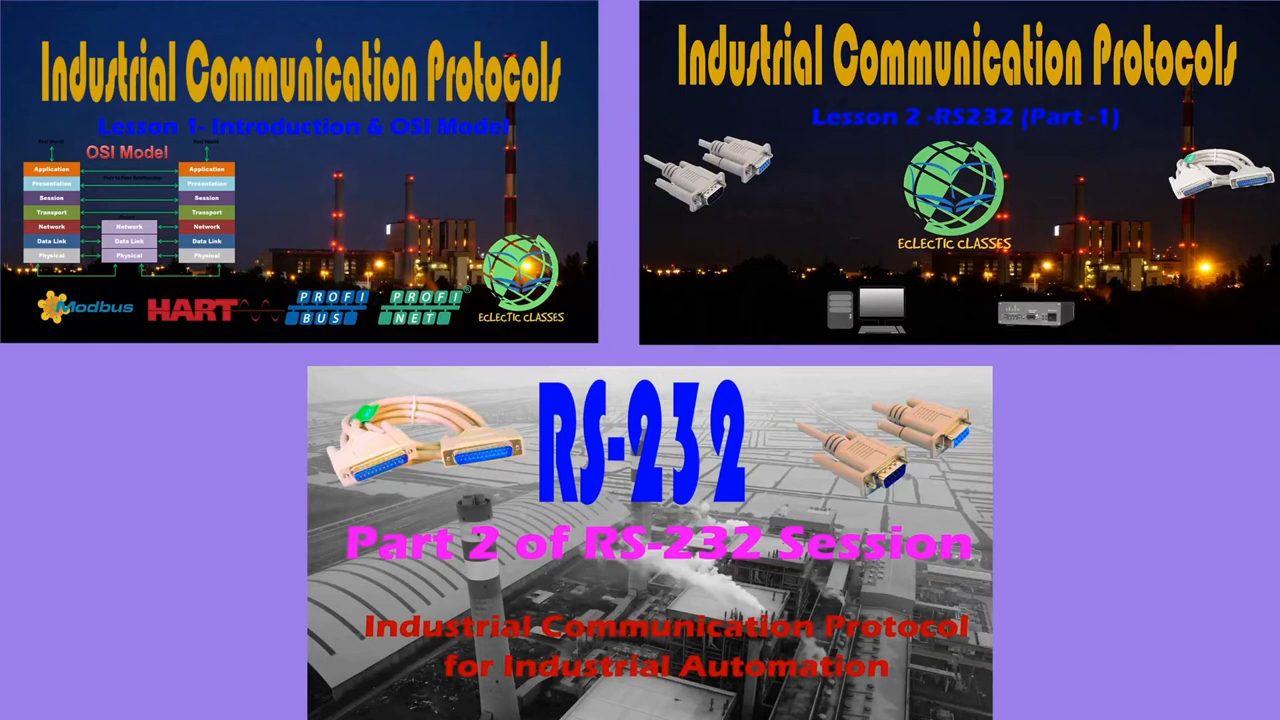 Industrial Communication Protocols
Lesson 1- Introduction & OSI Model
OSI Model
Application
Application
Presentation
Presentation
Session
Session
Transport
Transport
Network
Network
Network
Data Link
Data Link
Data Link
Physical
Physical
Physical
Modbus
HART
PROFI
BUS
PROFI
NET
®
ECLECTIC CLASSES
Industrial Communication Protocols
Lesson 2 -RS232 (Part -1)
ECLECTIC CLASSES
RS-232
Part 2 of RS-232 Session
Industrial Communication Protocol
for Industrial Automation